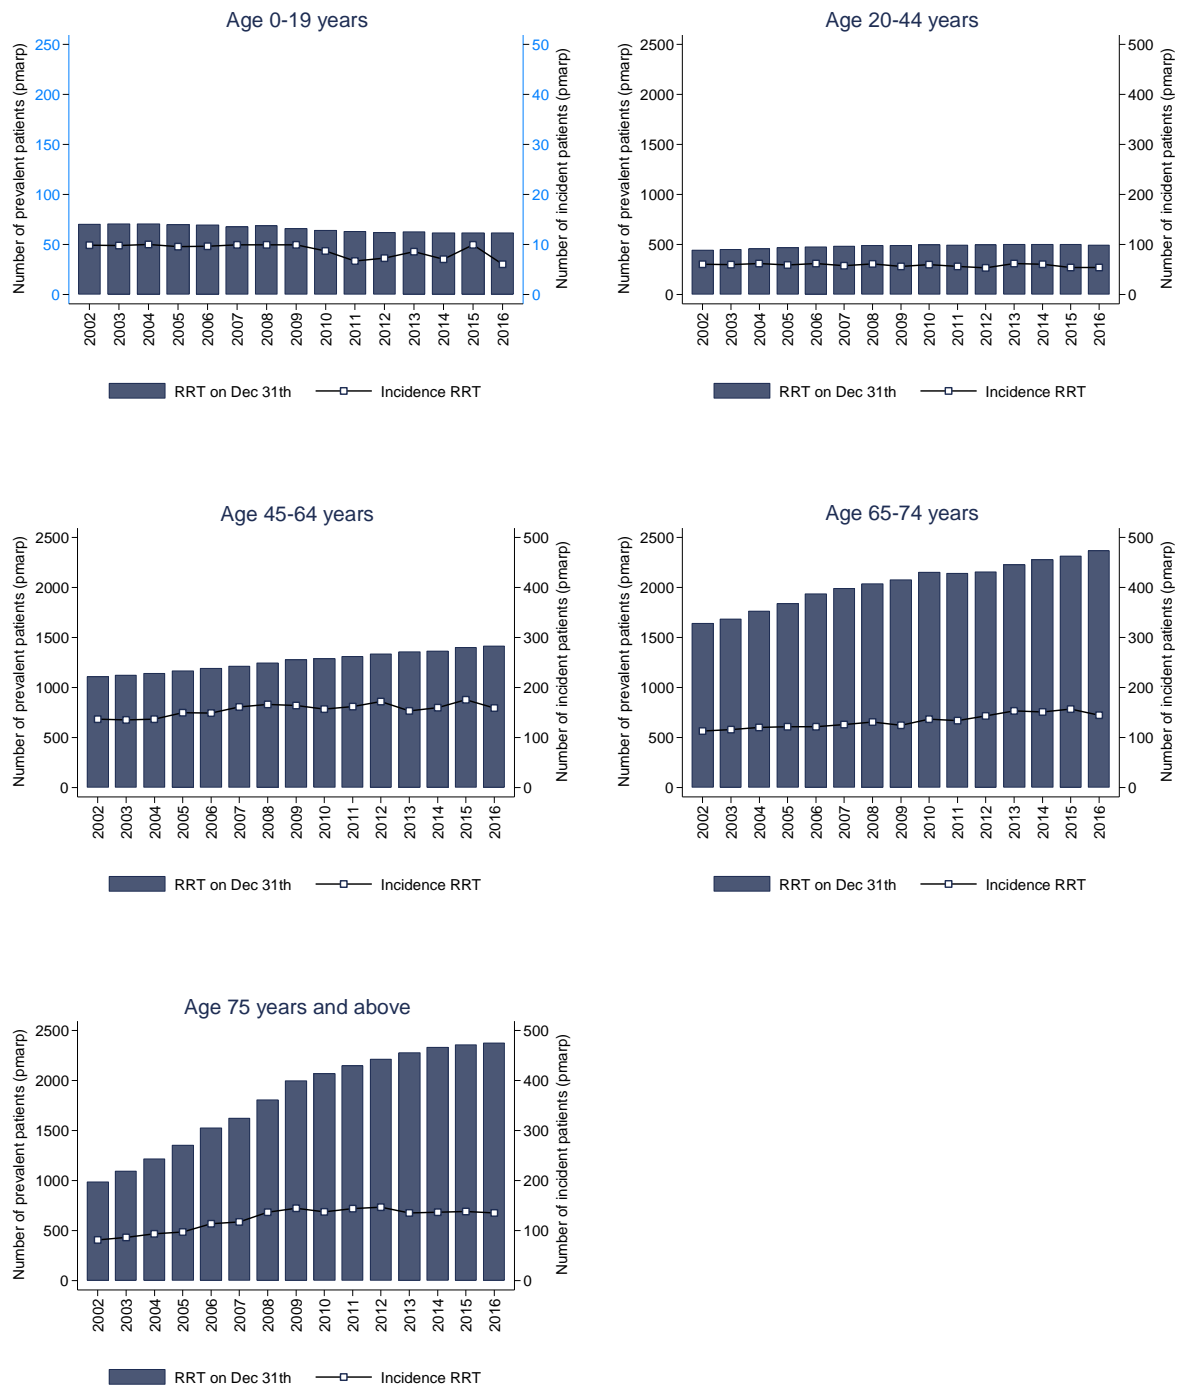 Age 0-19 years
Number of prevalent patients (pmarp)
250
200
150
100
50
0
50
40
30
20
10
0
Number of incident patients (pmarp)
2002 2003 2004 2005 2006 2007 2008 2009 2010 2011 2012 2013 2014 2015 2016
RRT on Dec 31th Incidence RRT
Age 20-44 years
Number of prevalent patients (pmarp)
2500
2000
1500
1000
500
0
500
400
300
200
100
0
Number of incident patients (pmarp)
2002 2003 2004 2005 2006 2007 2008 2009 2010 2011 2012 2013 2014 2015 2016
RRT on Dec 31th Incidence RRT
Age 45-64 years
Number of prevalent patients (pmarp)
2500
2000
1500
1000
500
0
500
400
300
200
100
0
Number of incident patients (pmarp)
2002 2003 2004 2005 2006 2007 2008 2009 2010 2011 2012 2013 2014 2015 2016
RRT on Dec 31th Incidence RRT
Age 65-74 years
Number of prevalent patients (pmarp)
2500
2000
1500
1000
500
0
500
400
300
200
100
0
Number of incident patients (pmarp)
2002 2003 2004 2005 2006 2007 2008 2009 2010 2011 2012 2013 2014 2015 2016
RRT on Dec 31th Incidence RRT
Age 75 years and above
Number of prevalent patients (pmarp)
2500
2000
1500
1000
500
0
500
400
300
200
100
0
Number of incident patients (pmarp)
2002 2003 2004 2005 2006 2007 2008 2009 2010 2011 2012 2013 2014 2015 2016
RRT on Dec 31th Incidence RRT